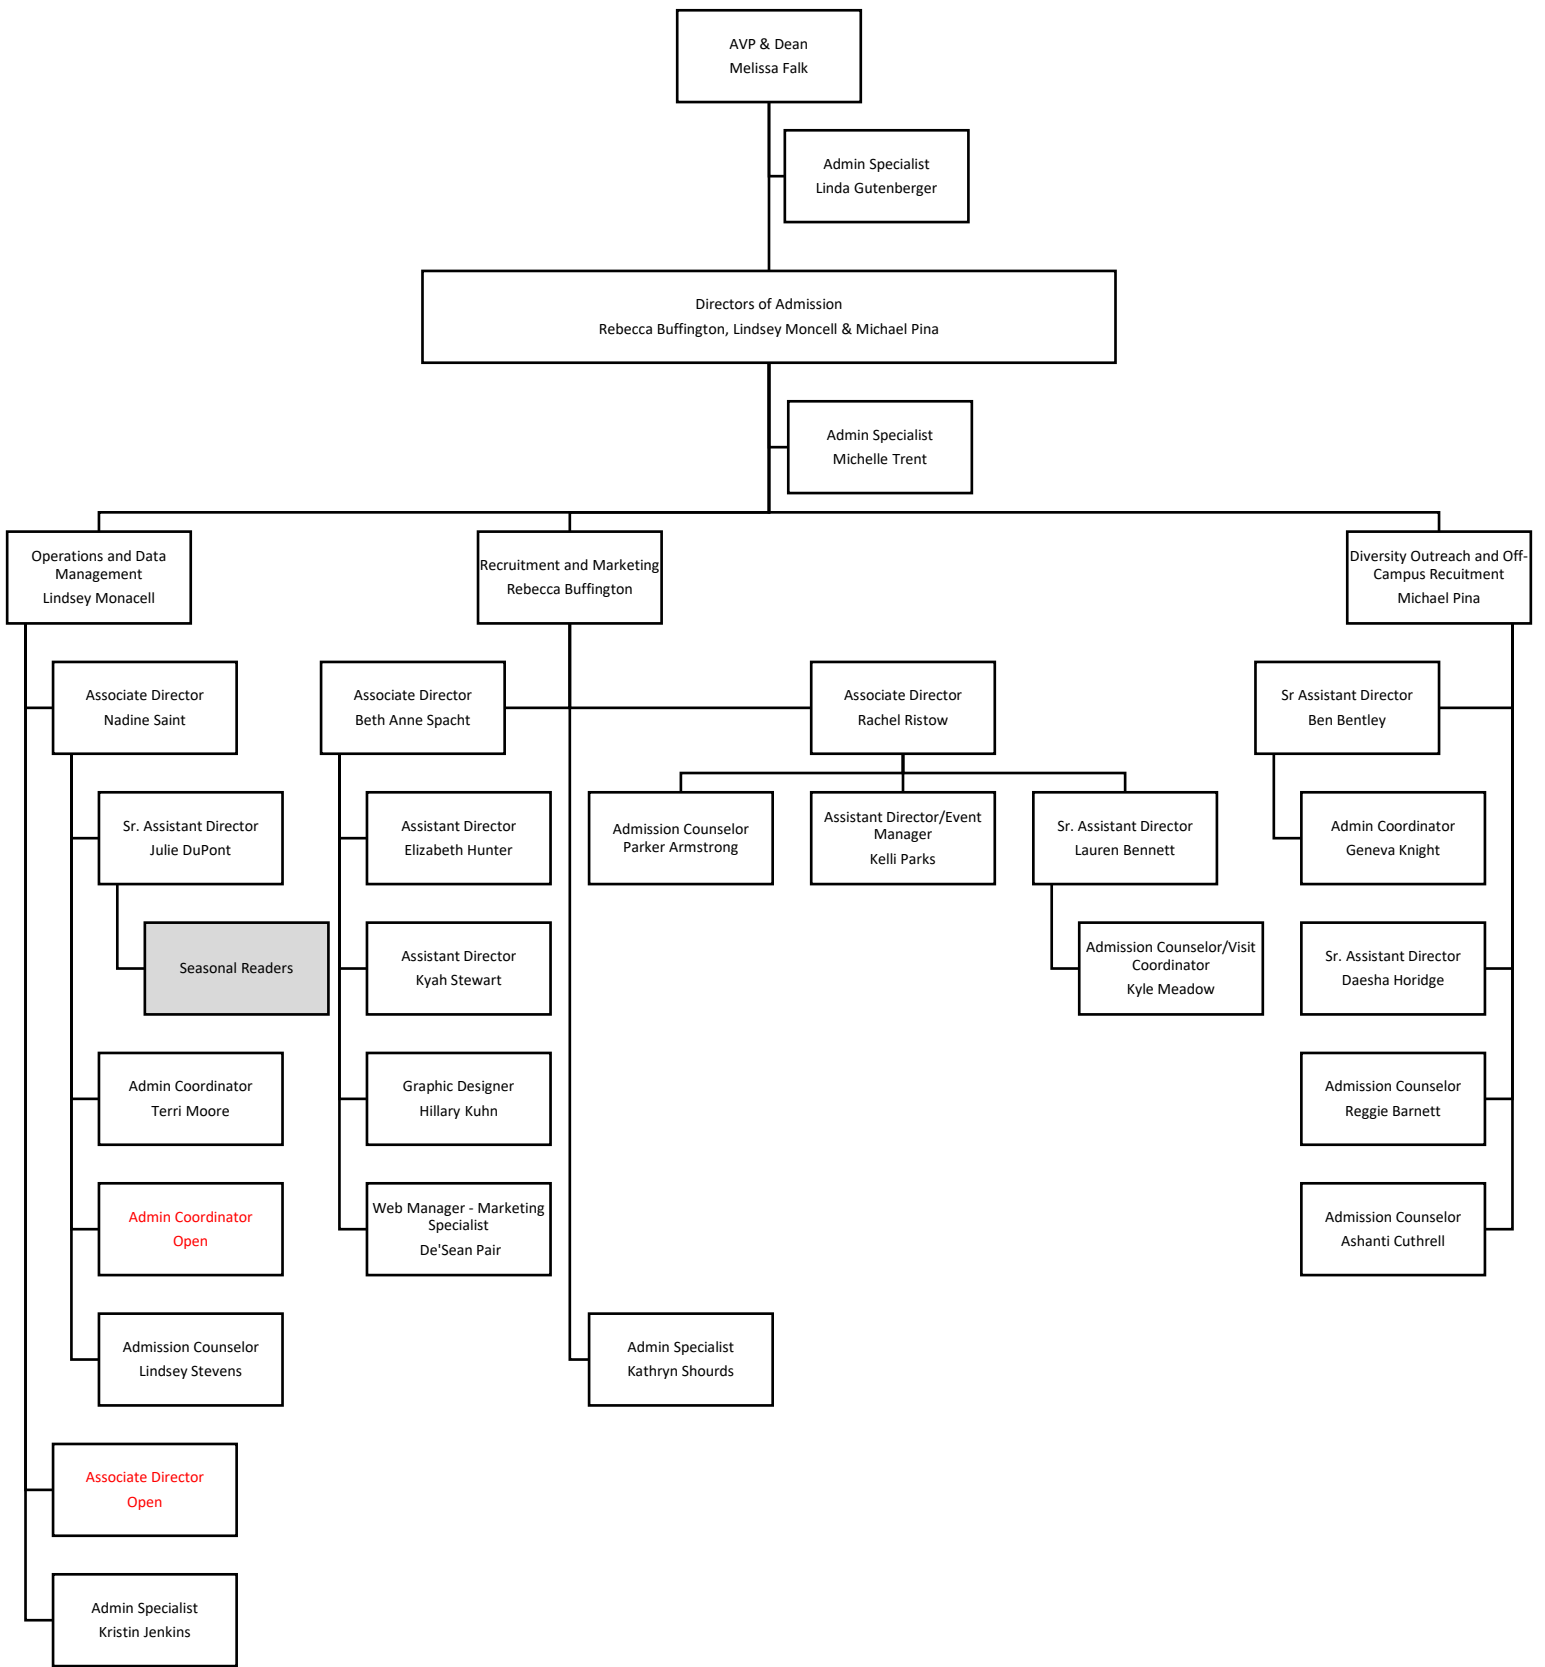 AVP & Dean
Melissa Falk
Admin Specialist
Linda Gutenberger
Directors of Admission
Rebecca Buffington, Lindsey Moncell & Michael Pina
Admin Specialist
Michelle Trent
Operations and Data
Management
Lindsey Monacell
Recruitment and Marketing
Rebecca Buffington
Diversity Outreach and Off-
Campus Recuitment
Michael Pina
Associate Director
Nadine Saint
Associate Director
Beth Anne Spacht
Associate Director
Rachel Ristow
Sr Assistant Director
Ben Bentley
Sr. Assistant Director
Julie DuPont
Assistant Director
Elizabeth Hunter
Admission Counselor
Parker Armstrong
Assistant Director/Event
Manager
Kelli Parks
Sr. Assistant Director
Lauren Bennett
Admin Coordinator
Geneva Knight
Seasonal Readers
Assistant Director
Kyah Stewart
Admission Counselor/Visit
Coordinator
Kyle Meadow
Sr. Assistant Director
Daesha Horidge
Admin Coordinator
Terri Moore
Graphic Designer
Hillary Kuhn
Admission Counselor
Reggie Barnett
Admin Coordinator
Open
Web Manager - Marketing
Specialist
De'Sean Pair
Admission Counselor
Ashanti Cuthrell
Admission Counselor
Lindsey Stevens
Admin Specialist
Kathryn Shourds
Associate Director
Open
Admin Specialist
Kristin Jenkins